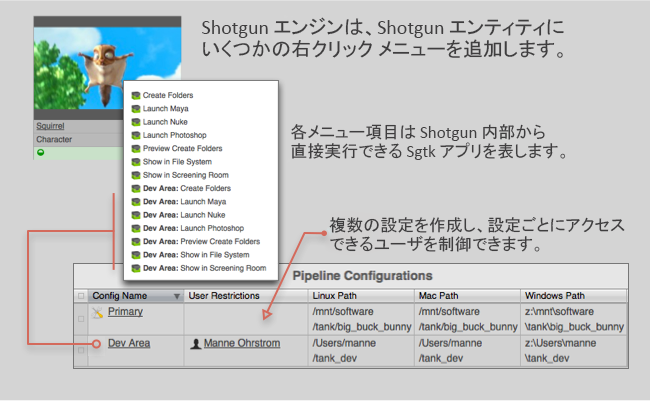 Shotgun エンジンは、Shotgun エンティティに
いくつかの右クリック メニューを追加します。
Squirrel
Character
Create Folders
Launch Maya
Launch Nuke
Launch Photoshop
Preview Create Folders
Show in File System
Show in Screening Room
Dev Area: Create Folders
Dev Area: Launch Maya
Dev Area: Launch Nuke
Dev Area: Launch Photoshop
Dev Area: Preview Create Folders
Dev Area: Show in File System
Dev Area: Show in Screening Room
各メニュー項目は Shotgun 内部から
直接実行できる Sgtk アプリを表します。
複数の設定を作成し、設定ごとにアクセス
できるユーザを制御できます。
Pipeline Configurations
Config Name User Restrictions Linux Path Mac Path Windows Path
Primary /mnt/software /mnt/software z:\mnt\software
/tank/big_buck_bunny /tank/big_buck_bunny \tank\big_buck_bunny
Dev Area Manne Ohrstrom /Users/manne /Users/manne z:\Users\manne
/tank_dev /tank_dev \tank_dev